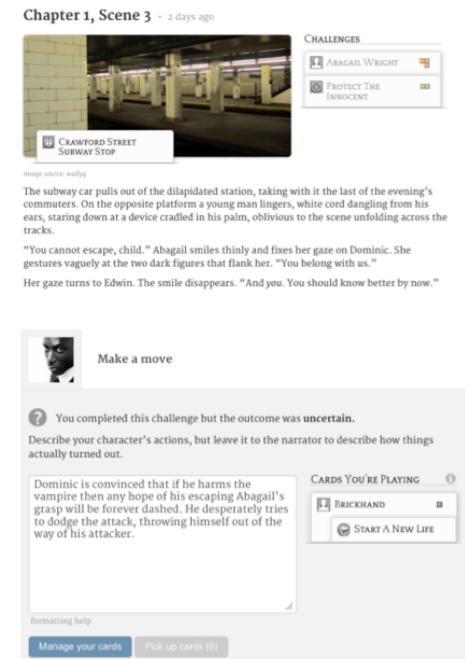 Chapter 1, Scene 3 · 2 days ago
CHALLENGES
ABAGAIL WRIGHT
PROTECT THE
INNOCENT
CRAWFORD STREET
SUBWAY STOP
image source: wallyg
The subway car pulls out of the dilapidated station, taking with it the last of the evening's
commuters. On the opposite platform a young man lingers, white cord dangling from his
ears, staring down at a device cradled in his palm, oblivious to the scene unfolding across the
tracks.
"You cannot escape, child." Abagail smiles thinly and fixes her gaze on Dominic. She
gestures vaguely at the two dark figures that flank her. "You belong with us."
Her gaze turns to Edwin. The smile disappears. "And you. You should know better by now."
Make a move
? You completed this challenge but the outcome was uncertain.
Describe your character's actions, but leave it to the narrator to describe how things
actually turned out.
Dominic is convinced that if he harms the
vampire then any hope of his escaping Abagail's
grasp will be forever dashed. He desperately tries
to dodge the attack, throwing himself out of the
way of his attacker.
CARDS YOU'RE PLAYING
BRICKHAND
START A NEW LIFE
formatting help
Manage your cards
Pick up cards (0)